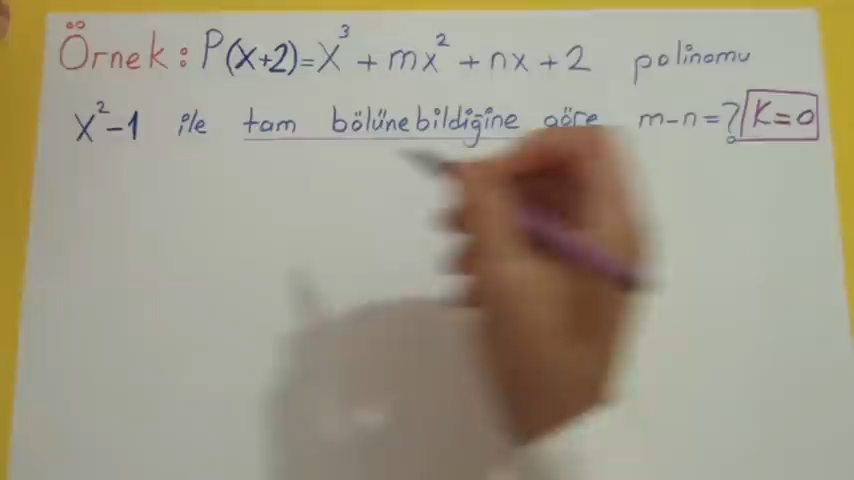 Örnek: P(x+2)=x³+mx²+nx+2 polinomu
x²-1 ile tam bölünebildiğine göre m-n=? K=0